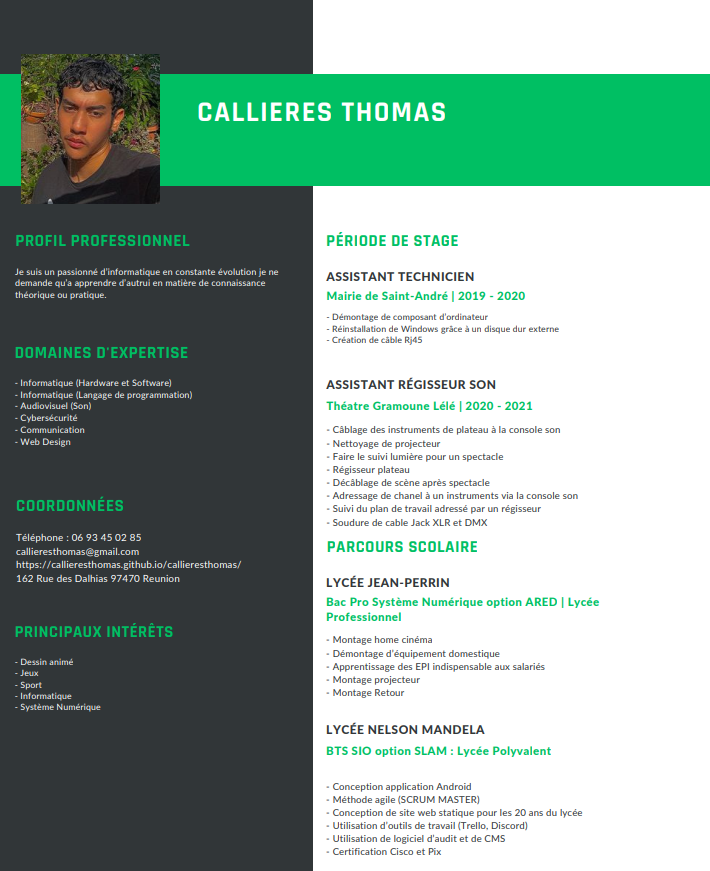 CALLIERES THOMAS
PROFIL PROFESSIONNEL
Je suis un passionné d'informatique en constante évolution je ne
demande qu'a apprendre d'autrui en matière de connaissance
théorique ou pratique.
DOMAINES D'EXPERTISE
- Informatique (Hardware et Software)
- Informatique (Langage de programmation)
- Audiovisuel (Son)
- Cybersécurité
- Communication
- Web Design
COORDONNÉES
Téléphone : 06 93 45 02 85
callieresthomas@gmail.com
https://callieresthomas.github.io/callieresthomas/
162 Rue des Dalhias 97470 Reunion
PRINCIPAUX INTÉRÊTS
- Dessin animé
- Jeux
- Sport
- Informatique
- Système Numérique
PÉRIODE DE STAGE
ASSISTANT TECHNICIEN
Mairie de Saint-André | 2019 - 2020
- Démontage de composant d'ordinateur
- Réinstallation de Windows grâce à un disque dur externe
- Création de câble Rj45
ASSISTANT RÉGISSEUR SON
Théatre Gramoune Lélé | 2020 - 2021
- Câblage des instruments de plateau à la console son
- Nettoyage de projecteur
- Faire le suivi lumière pour un spectacle
- Régisseur plateau
- Décâblage de scène après spectacle
- Adressage de chanel à un instruments via la console son
- Suivi du plan de travail adressé par un régisseur
- Soudure de cable Jack XLR et DMX
PARCOURS SCOLAIRE
LYCÉE JEAN-PERRIN
Bac Pro Système Numérique option ARED | Lycée
Professionnel
- Montage home cinéma
- Démontage d'équipement domestique
- Apprentissage des EPI indispensable aux salariés
- Montage projecteur
- Montage Retour
LYCÉE NELSON MANDELA
BTS SIO option SLAM : Lycée Polyvalent
- Conception application Android
- Méthode agile (SCRUM MASTER)
- Conception de site web statique pour les 20 ans du lycée
- Utilisation d'outils de travail (Trello, Discord)
- Utilisation de logiciel d'audit et de CMS
- Certification Cisco et Pix